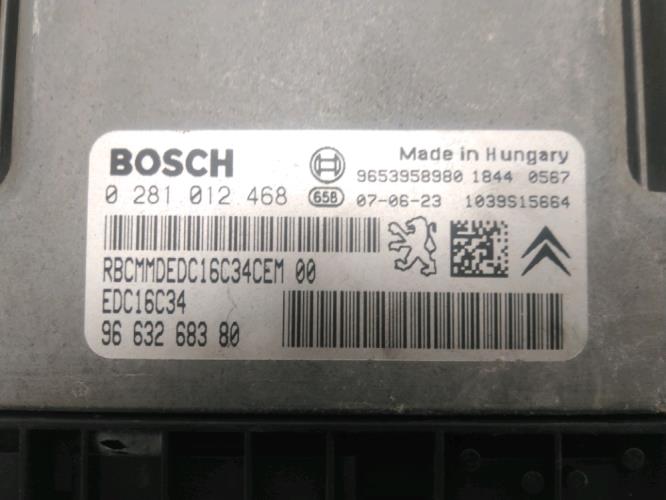 BOSCH
Made in Hungary
9653958980 1844 0567
0 281 012 468 658 07-06-23 1039S15664
RBCMMDEDC16C34CEM 00
EDC16C34
96 632 683 80